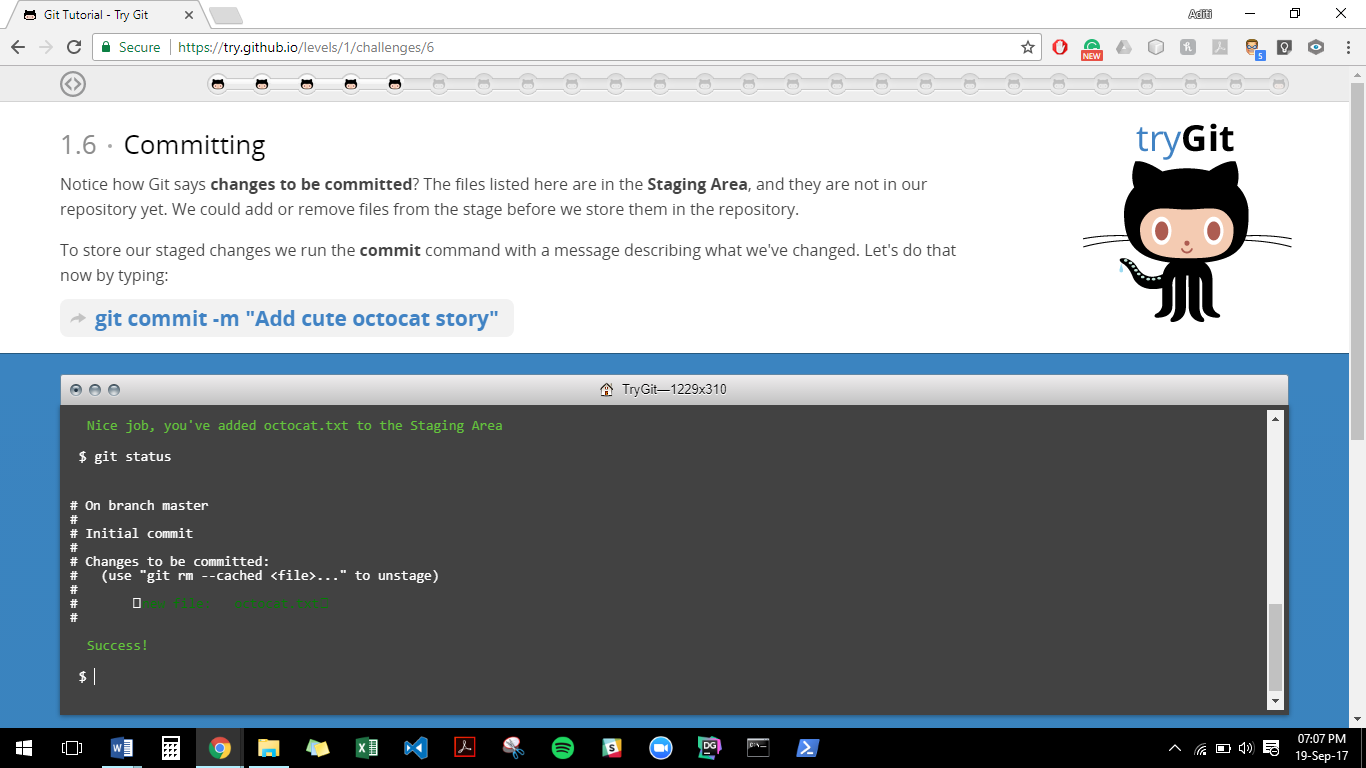 Git Tutorial - Try Git
Aditi
Secure https://try.github.io/levels/1/challenges/6
NEW
5
1.6 · Committing
tryGit
Notice how Git says changes to be committed? The files listed here are in the Staging Area, and they are not in our
repository yet. We could add or remove files from the stage before we store them in the repository.
To store our staged changes we run the commit command with a message describing what we've changed. Let's do that
now by typing:
git commit -m "Add cute octocat story"
TryGit—1229x310
Nice job, you've added octocat.txt to the Staging Area
$ git status
# On branch master
#
# Initial commit
#
# Changes to be committed:
# (use "git rm --cached <file>..." to unstage)
#
# new file: octocat.txt
#
Success!
$
07:07 PM
19-Sep-17